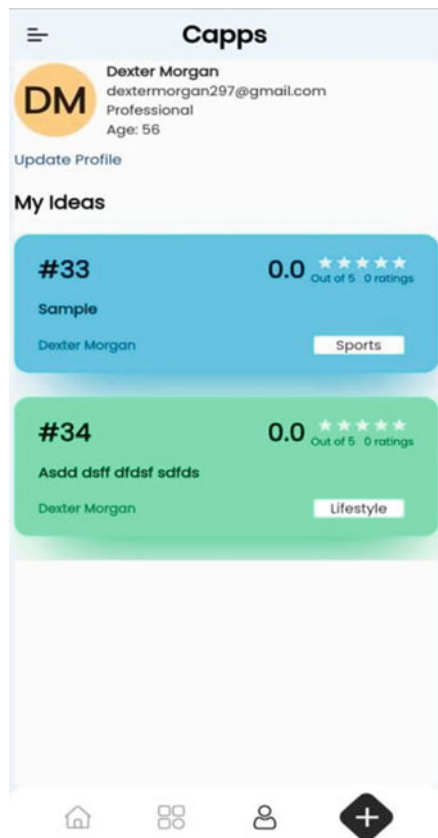 Capps
DM
Dexter Morgan
dextermorgan297@gmail.com
Professional
Age: 56
Update Profile
My Ideas
#33
0.0
Out of 5 0 ratings
Sample
Dexter Morgan
Sports
#34
0.0
Out of 5 0 ratings
Asdd dsff dfdsf sdfds
Dexter Morgan
Lifestyle